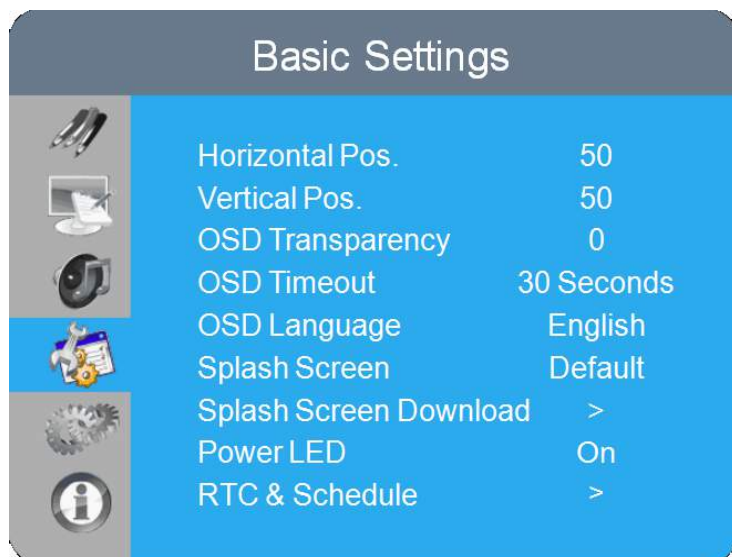 Basic Settings
Horizontal Pos. 50
Vertical Pos. 50
OSD Transparency 0
OSD Timeout 30 Seconds
OSD Language English
Splash Screen Default
Splash Screen Download >
Power LED On
RTC & Schedule >